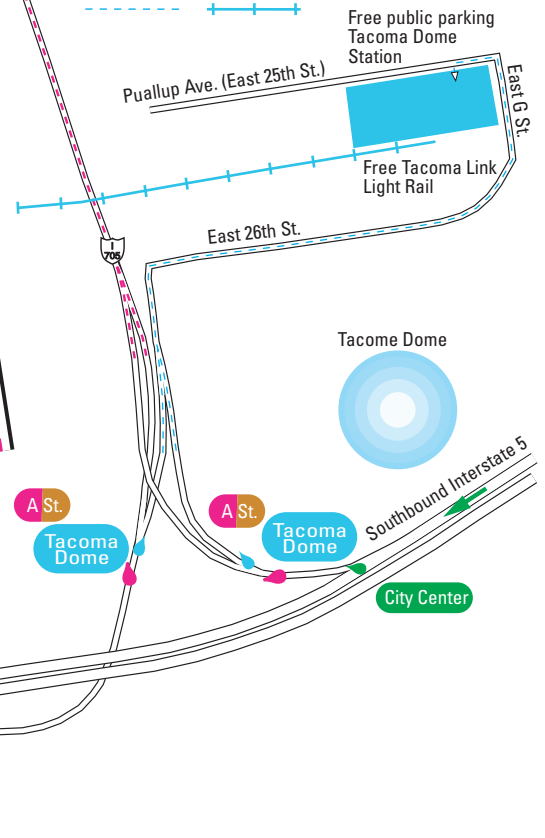 Free public parking
Tacoma Dome
Station
Puallup Ave. (East 25th St.)
East G St.
Free Tacoma Link
Light Rail
East 26th St.
I
705
Tacome Dome
Southbound Interstate 5
A St.
Tacoma
Dome
A St.
Tacoma
Dome
City Center